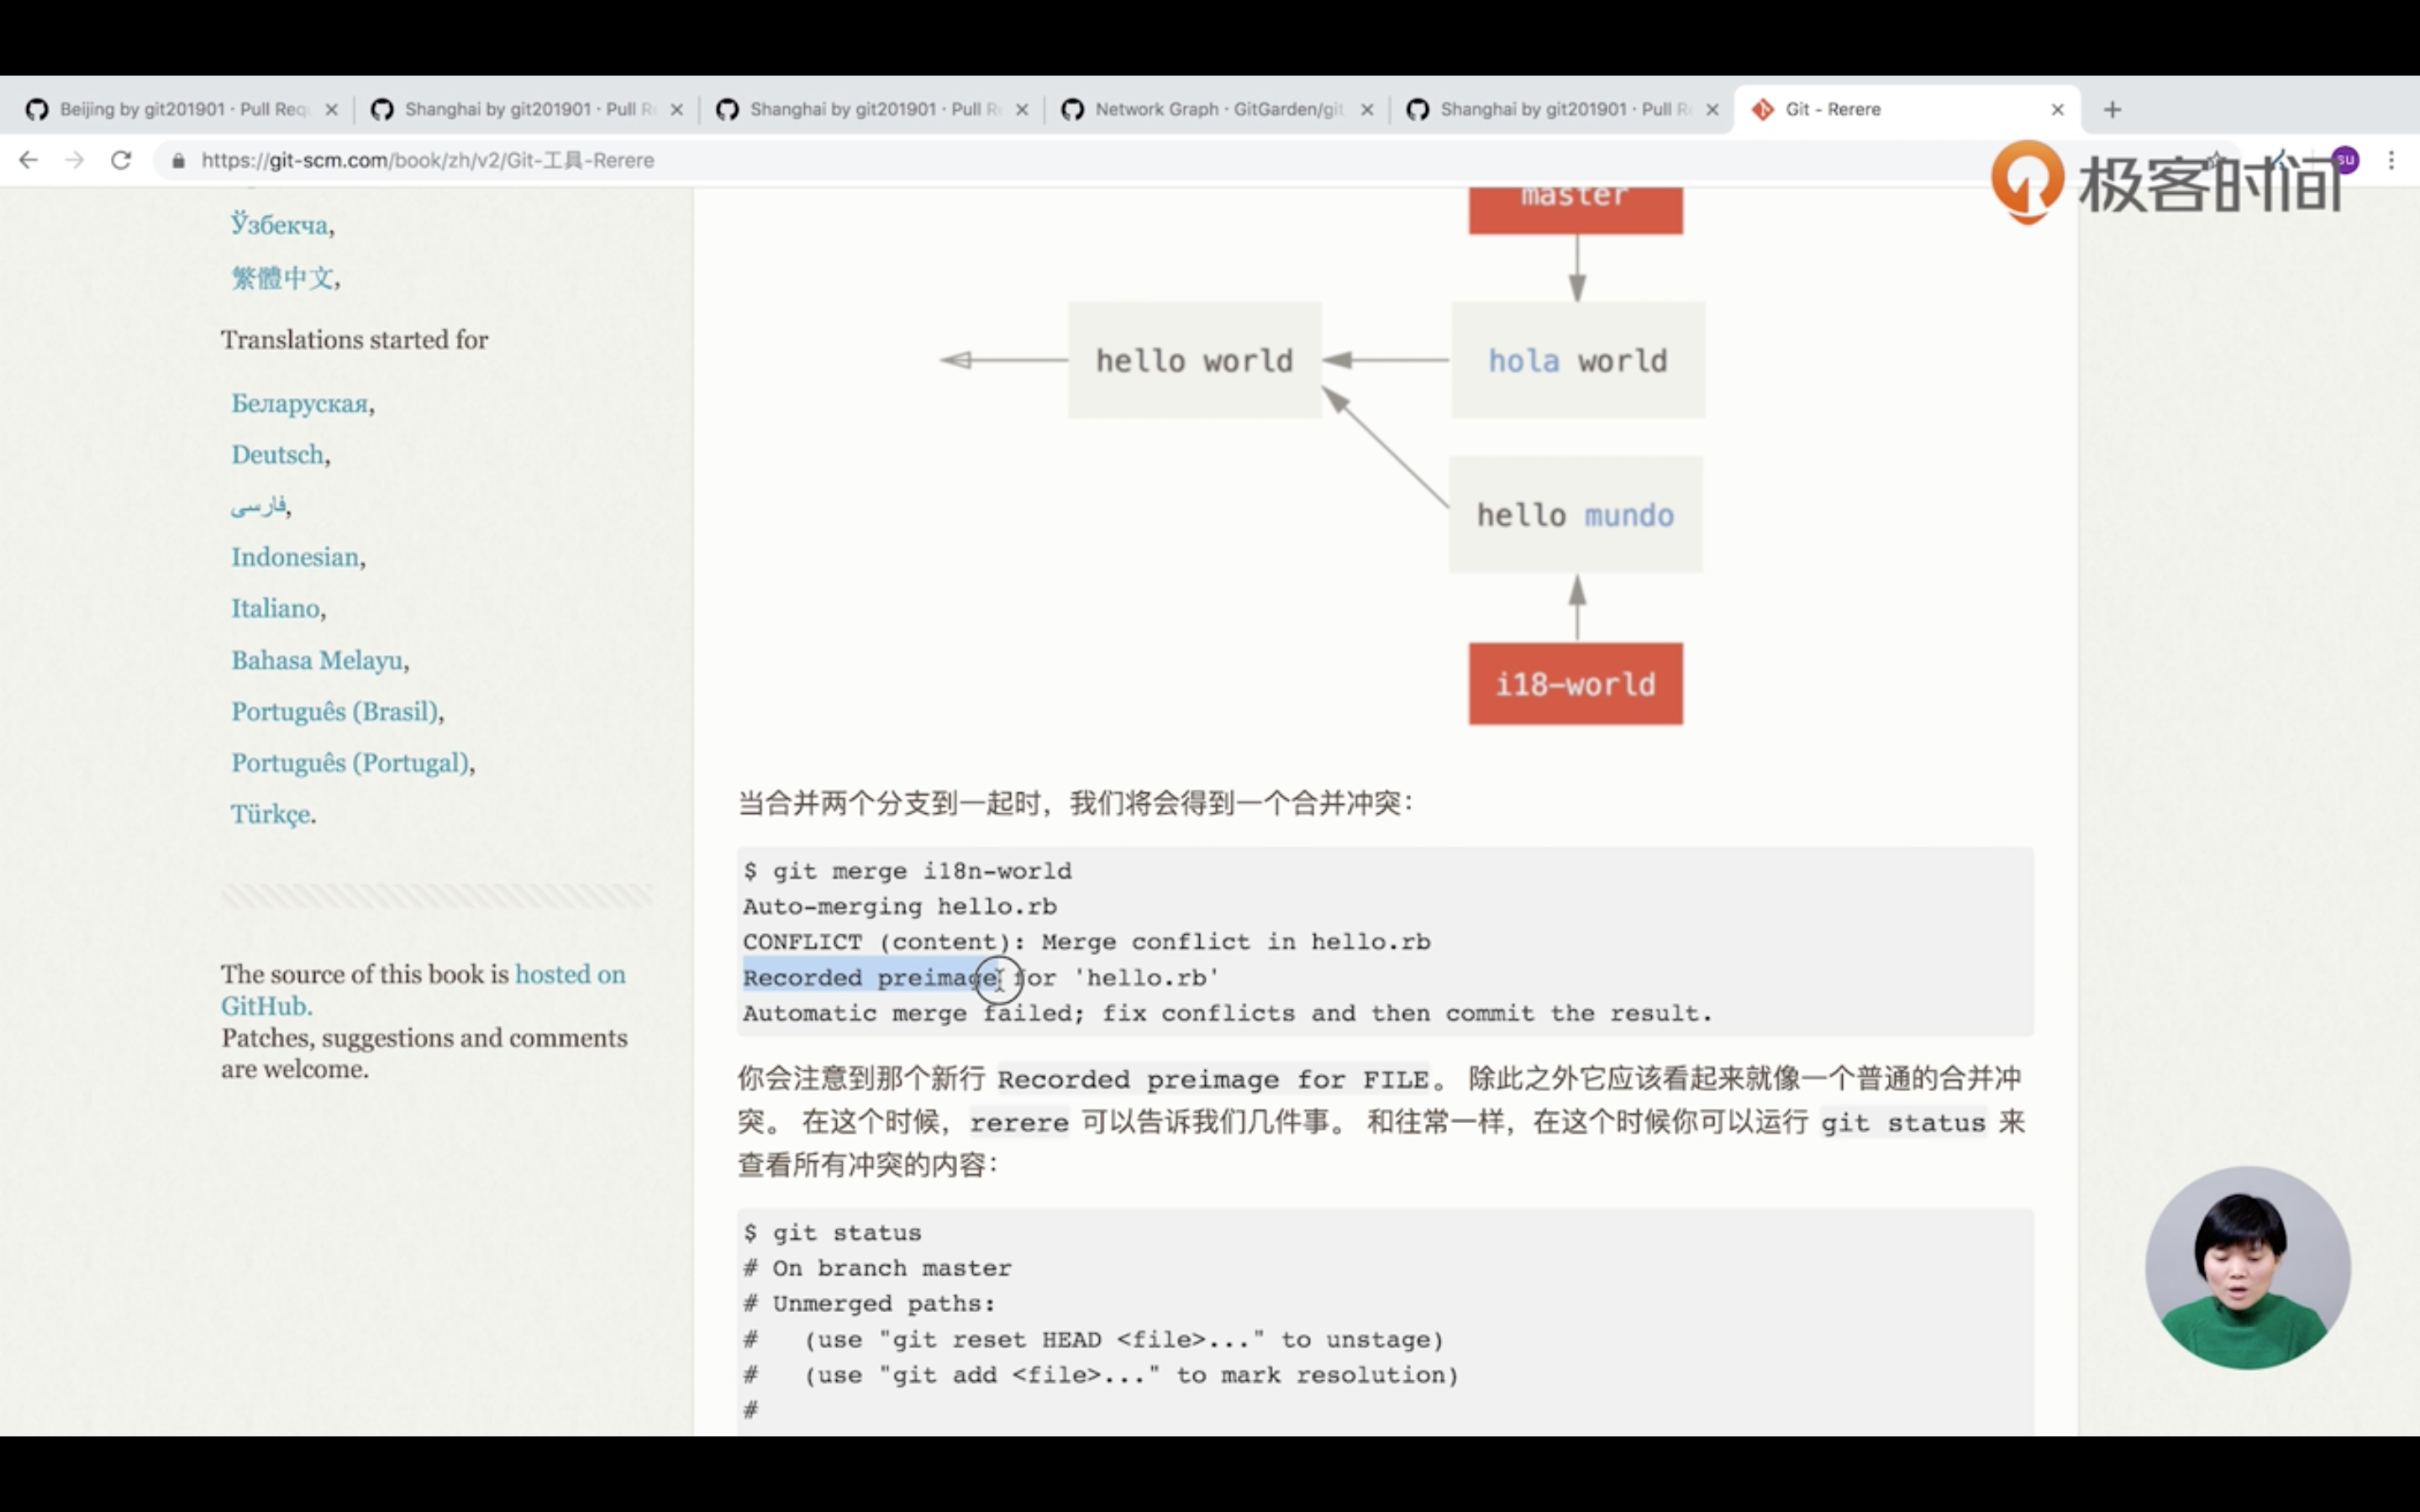 Beijing by git201901 · Pull Requ
Shanghai by git201901 · Pull Re
Shanghai by git201901 · Pull Re
Network Graph · GitGarden/git
Shanghai by git201901 · Pull Re
Git - Rerere
https://git-scm.com/book/zh/v2/Git-工具-Rerere
su
极客时间
Ўзбекча,
繁體中文,
Translations started for
Беларуская,
Deutsch,
فارسی,
Indonesian,
Italiano,
Bahasa Melayu,
Português (Brasil),
Português (Portugal),
Türkçe.
The source of this book is hosted on
GitHub.
Patches, suggestions and comments
are welcome.
master
hello world
hola world
hello mundo
i18-world
当合并两个分支到一起时，我们将会得到一个合并冲突：
$ git merge i18n-world
Auto-merging hello.rb
CONFLICT (content): Merge conflict in hello.rb
Recorded preimage for 'hello.rb'
Automatic merge failed; fix conflicts and then commit the result.
你会注意到那个新行 Recorded preimage for FILE。 除此之外它应该看起来就像一个普通的合并冲
突。 在这个时候，rerere 可以告诉我们几件事。 和往常一样，在这个时候你可以运行 git status 来
查看所有冲突的内容：
$ git status
# On branch master
# Unmerged paths:
#   (use "git reset HEAD <file>..." to unstage)
#   (use "git add <file>..." to mark resolution)
#